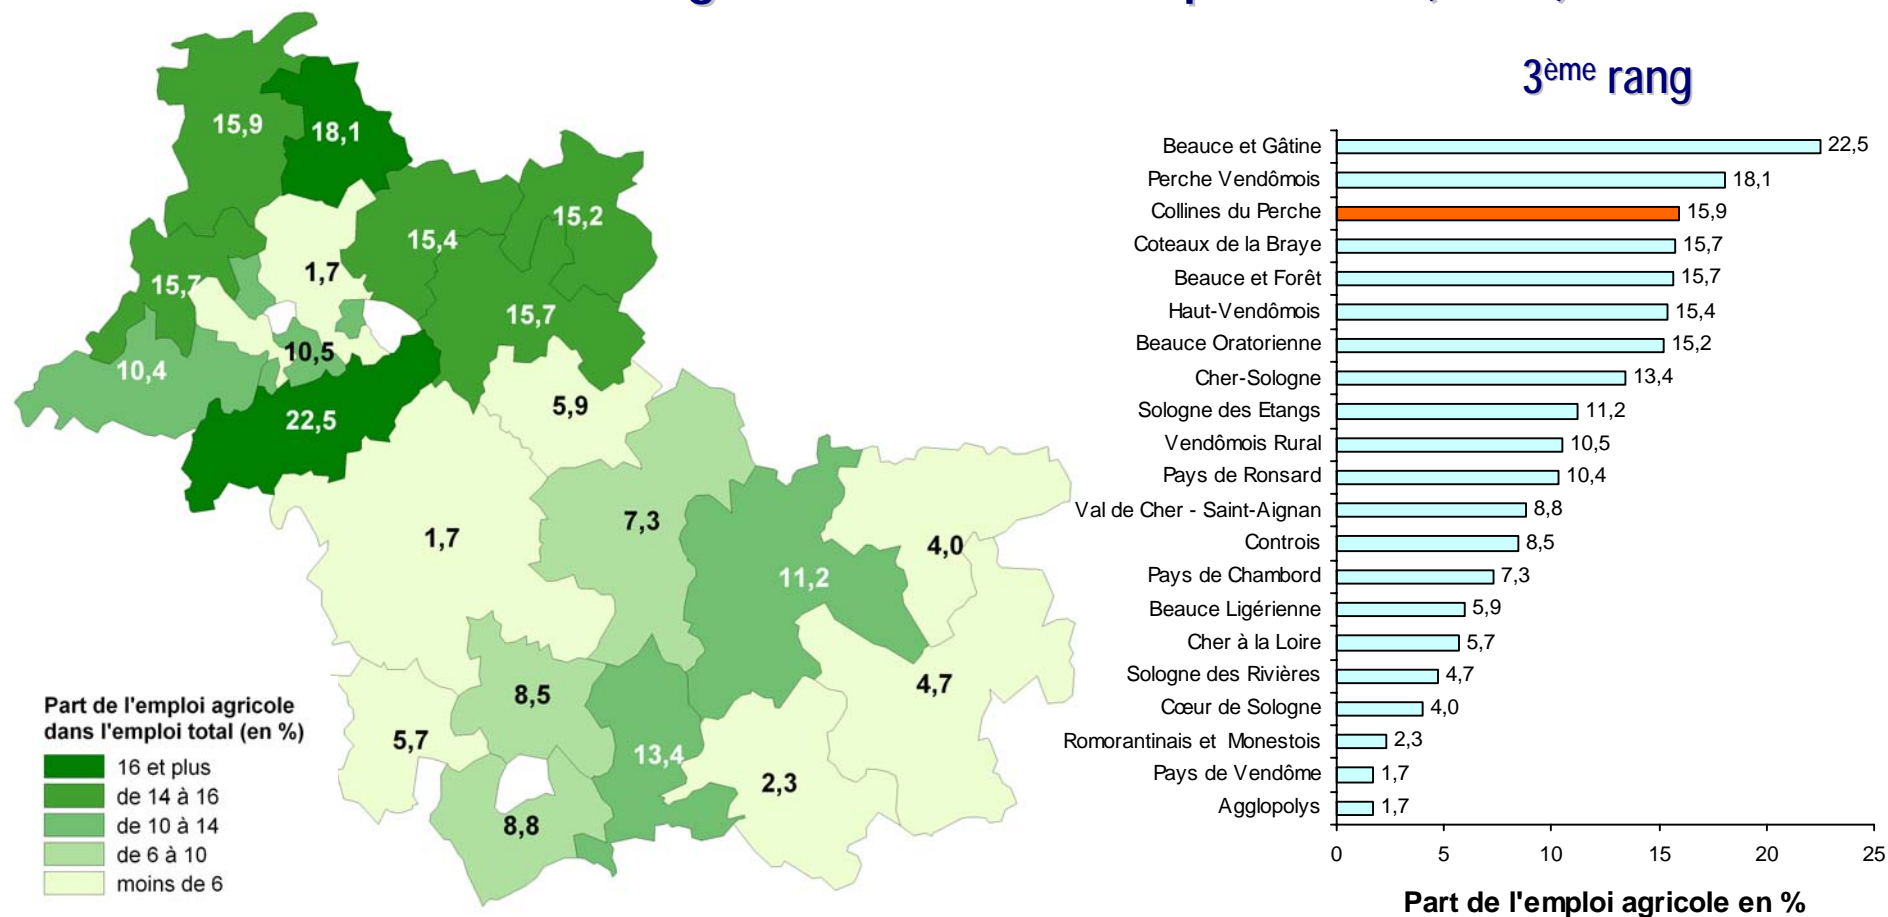 3ème rang
15,9
18,1
15,4
15,2
1,7
15,7
15,7
10,5
10,4
22,5
5,9
7,3
1,7
4,0
11,2
4,7
8,5
5,7
13,4
2,3
8,8
Part de l'emploi agricole
dans l'emploi total (en %)
16 et plus
de 14 à 16
de 10 à 14
de 6 à 10
moins de 6
Beauce et Gâtine 22,5
Perche Vendômois 18,1
Collines du Perche 15,9
Coteaux de la Braye 15,7
Beauce et Forêt 15,7
Haut-Vendômois 15,4
Beauce Oratorienne 15,2
Cher-Sologne 13,4
Sologne des Etangs 11,2
Vendômois Rural 10,5
Pays de Ronsard 10,4
Val de Cher - Saint-Aignan 8,8
Controis 8,5
Pays de Chambord 7,3
Beauce Ligérienne 5,9
Cher à la Loire 5,7
Sologne des Rivières 4,7
Cœur de Sologne 4,0
Romorantinais et Monestois 2,3
Pays de Vendôme 1,7
Agglopolys 1,7
0 5 10 15 20 25
Part de l'emploi agricole en %